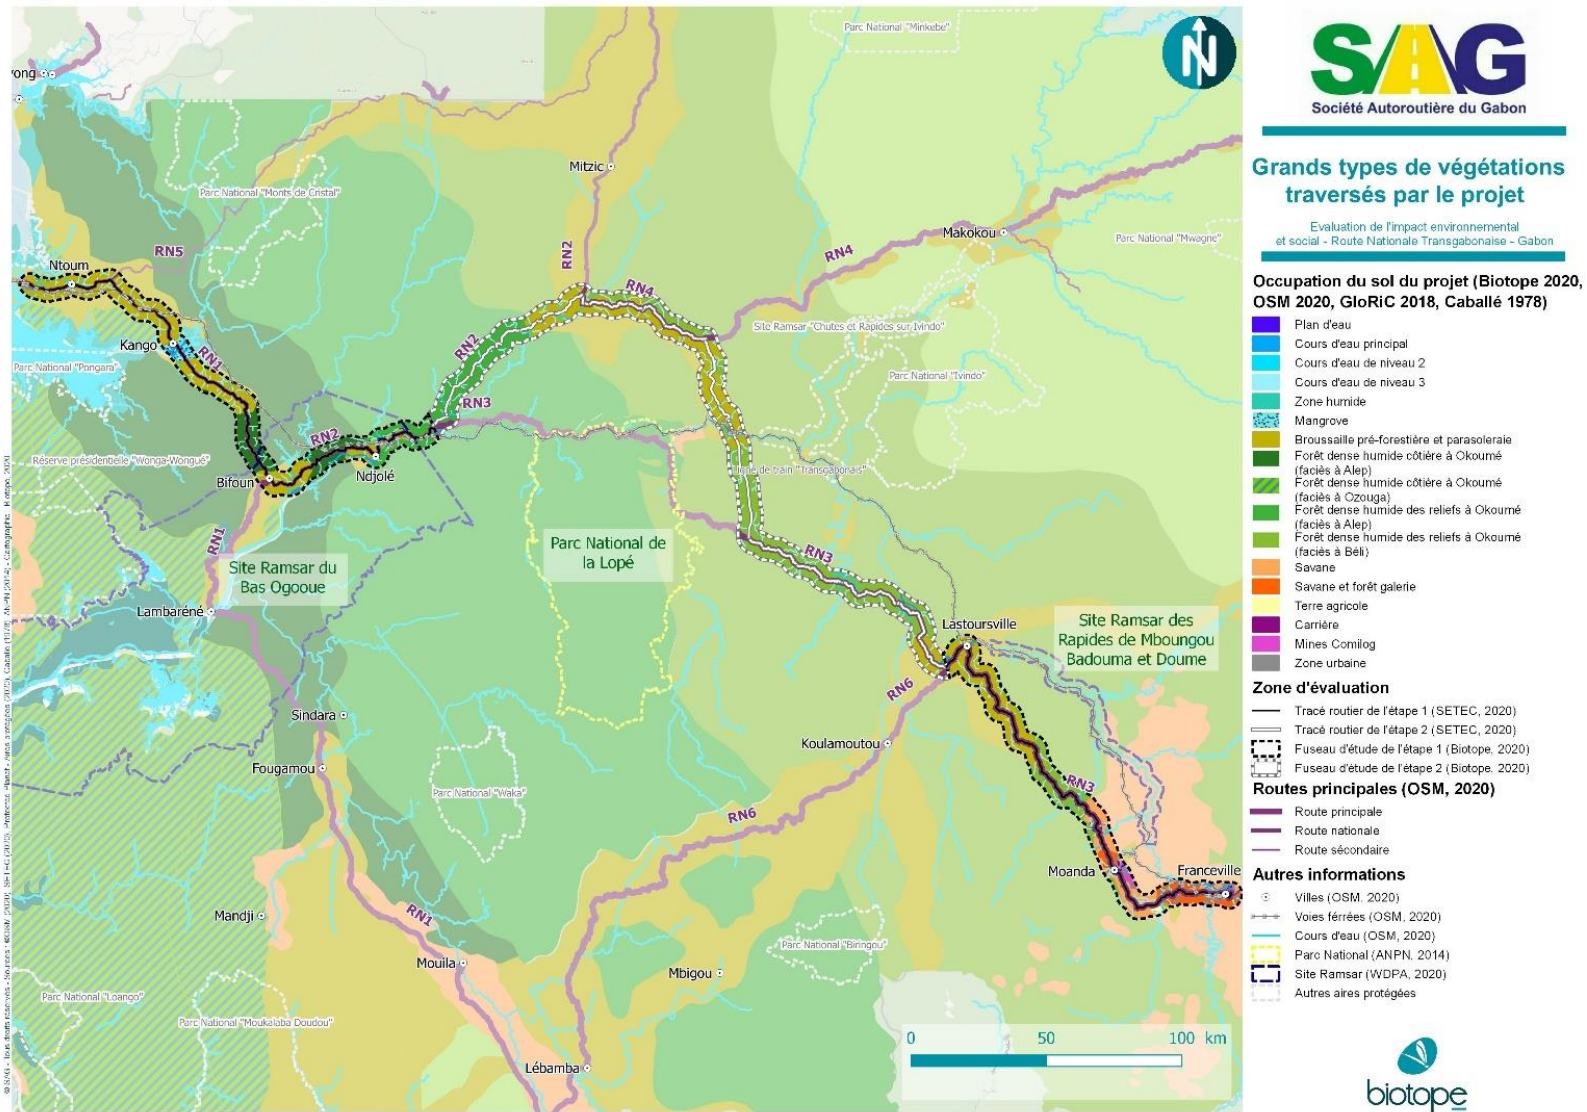 Parc National "Minkebe"
yong
Mitzic
Parc National "Monts de Cristal"
RN2
Makokou
Parc National "Mwagne"
RN5
RN4
Ntoum
RN4
Site Ramsar "Chutes et Rapides sur Ivindo"
Kango
RN1
RN2
Parc National "Pongara"
Parc National "Ivindo"
RN3
RN2
Réserve présidentielle "Wonga-Wongué"
Bifoun
Ndjolé
Ligne de train "Transgabonais"
RN1
Parc National de
la Lopé
RN3
Site Ramsar du
Bas Ogooue
Lambaréné
Lastoursville
Site Ramsar des
Rapides de Mboungou
Badouma et Doume
RN6
Sindara
Koulamoutou
Fougamou
Parc National "Waka"
RN3
RN6
Moanda
Franceville
Mandji
RN1
Parc National "Biringou"
Mouila
Mbigou
Parc National "Loango"
Parc National "Moukalaba Doudou"
Lébamba
0 50 100 km
N
SAG
Société Autoroutière du Gabon
Grands types de végétations
traversés par le projet
Evaluation de l'impact environnemental
et social - Route Nationale Transgabonaise - Gabon
Occupation du sol du projet (Biotope 2020,
OSM 2020, GloRiC 2018, Caballé 1978)
Plan d'eau
Cours d'eau principal
Cours d'eau de niveau 2
Cours d'eau de niveau 3
Zone humide
Mangrove
Broussaille pré-forestière et parasoleraie
Forêt dense humide côtière à Okoumé
(faciès à Alep)
Forêt dense humide côtière à Okoumé
(faciès à Ozouga)
Forêt dense humide des reliefs à Okoumé
(faciès à Alep)
Forêt dense humide des reliefs à Okoumé
(faciès à Béli)
Savane
Savane et forêt galerie
Terre agricole
Carrière
Mines Comilog
Zone urbaine
Zone d'évaluation
Tracé routier de l'étape 1 (SETEC, 2020)
Tracé routier de l'étape 2 (SETEC, 2020)
Fuseau d'étude de l'étape 1 (Biotope. 2020)
Fuseau d'étude de l'étape 2 (Biotope. 2020)
Routes principales (OSM, 2020)
Route principale
Route nationale
Route sécondaire
Autres informations
Villes (OSM. 2020)
Voies férrées (OSM, 2020)
Cours d'eau (OSM, 2020)
Parc National (ANPN. 2014)
Site Ramsar (WDPA, 2020)
Autres aires protégées
biotope